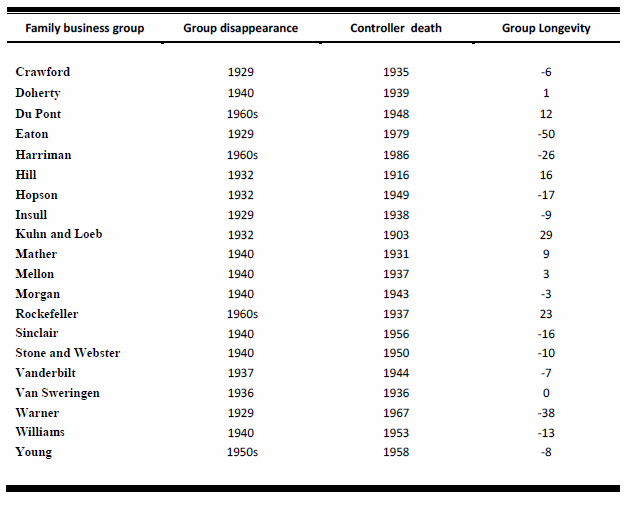 Family business group Group disappearance Controller death Group Longevity
Crawford 1929 1935 -6
Doherty 1940 1939 1
Du Pont 1960s 1948 12
Eaton 1929 1979 -50
Harriman 1960s 1986 -26
Hill 1932 1916 16
Hopson 1932 1949 -17
Insull 1929 1938 -9
Kuhn and Loeb 1932 1903 29
Mather 1940 1931 9
Mellon 1940 1937 3
Morgan 1940 1943 -3
Rockefeller 1960s 1937 23
Sinclair 1940 1956 -16
Stone and Webster 1940 1950 -10
Vanderbilt 1937 1944 -7
Van Sweringen 1936 1936 0
Warner 1929 1967 -38
Williams 1940 1953 -13
Young 1950s 1958 -8